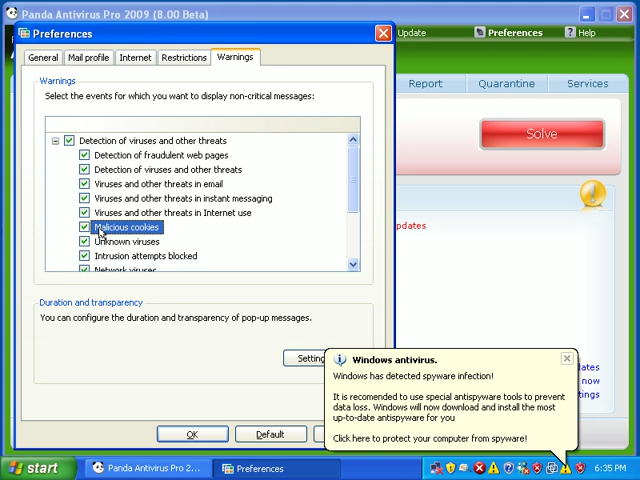 Panda Antivirus Pro 2009 (8.00 Beta)
Preferences
Update
Preferences
Help
General
Mail profile
Internet
Restrictions
Warnings
Report
Quarantine
Services
Warnings
Select the events for which you want to display non-critical messages:
Detection of viruses and other threats
Detection of fraudulent web pages
Detection of viruses and other threats
Viruses and other threats in email
Viruses and other threats in instant messaging
Viruses and other threats in Internet use
Malicious cookies
Unknown viruses
Intrusion attempts blocked
Network viruses
Solve
pdates
Duration and transparency
You can configure the duration and transparency of pop-up messages.
Setting
OK
Default
Windows antivirus.
Windows has detected spyware infection!
It is recomended to use special antispyware tools to prevent
data loss. Windows will now download and install the most
up-to-date antispyware for you
Click here to protect your computer from spyware!
dates
now
tings
start
Panda Antivirus Pro 2...
Preferences
6:35 PM